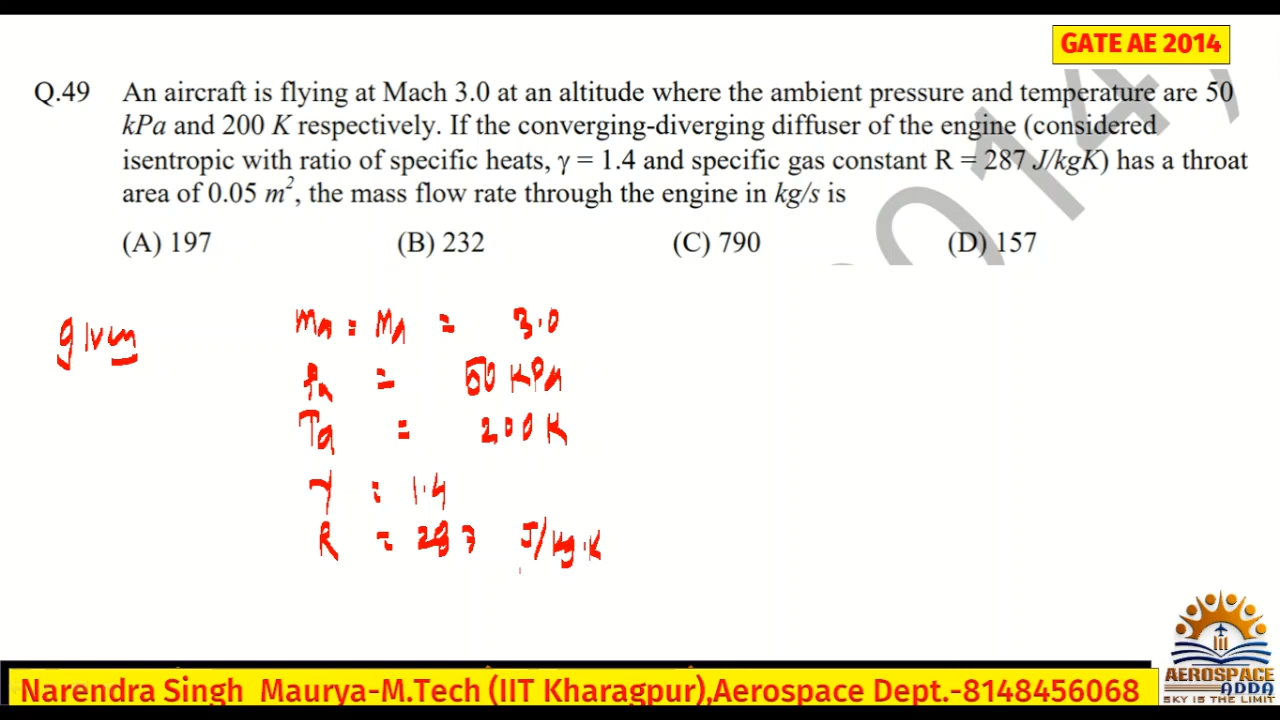 GATE AE 2014
Q.49 An aircraft is flying at Mach 3.0 at an altitude where the ambient pressure and temperature are 50
kPa and 200 K respectively. If the converging-diverging diffuser of the engine (considered
isentropic with ratio of specific heats, γ = 1.4 and specific gas constant R = 287 J/kgK) has a throat
area of 0.05 m², the mass flow rate through the engine in kg/s is
(A) 197 (B) 232 (C) 790 (D) 157
given
= = 3.0
= 50 KPa
Ta = 200 K
γ = 1.4
R = 287 J/kg.K
2014,
Narendra Singh Maurya-M.Tech (IIT Kharagpur),Aerospace Dept.-8148456068
AEROSPACE
ADDA
SKY IS THE LIMIT